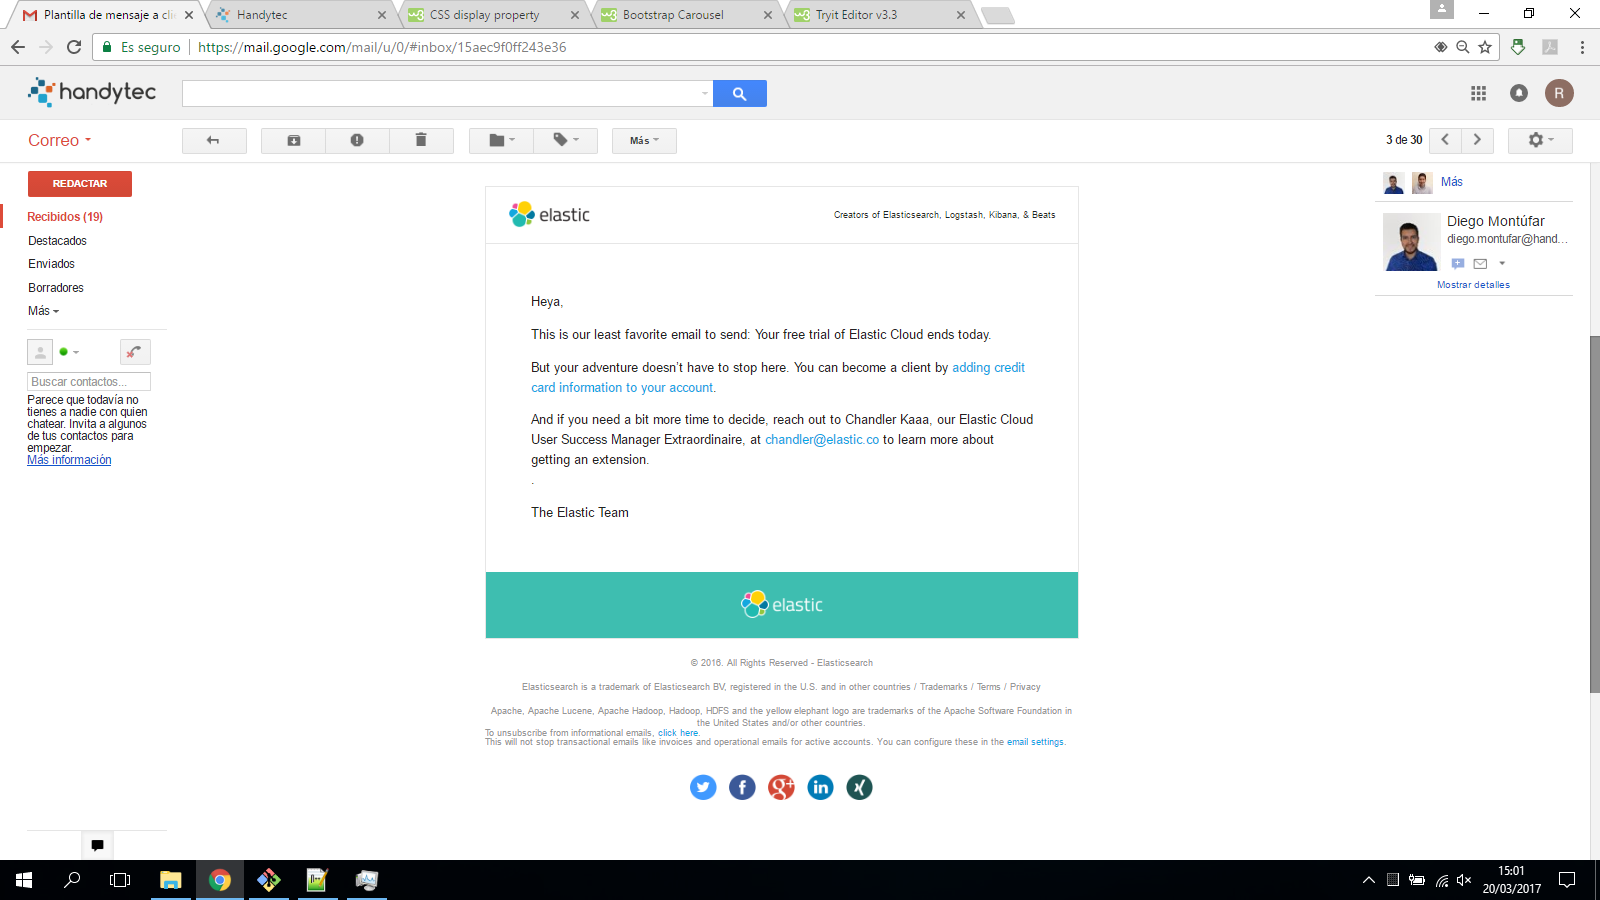 Plantilla de mensaje a cli
Handytec
CSS display property
Bootstrap Carousel
Tryit Editor v3.3
Es seguro
https://mail.google.com/mail/u/0/#inbox/15aec9f0ff243e36
handytec
R
Correo
Más
3 de 30
REDACTAR
Recibidos (19)
Destacados
Enviados
Borradores
Más
Buscar contactos...
Parece que todavía no
tienes a nadie con quien
chatear. Invita a algunos
de tus contactos para
empezar.
Más información
elastic
Creators of Elasticsearch, Logstash, Kibana, & Beats
Heya,
This is our least favorite email to send: Your free trial of Elastic Cloud ends today.
But your adventure doesn't have to stop here. You can become a client by adding credit
card information to your account.
And if you need a bit more time to decide, reach out to Chandler Kaaa, our Elastic Cloud
User Success Manager Extraordinaire, at chandler@elastic.co to learn more about
getting an extension.
.
The Elastic Team
elastic
© 2016. All Rights Reserved - Elasticsearch
Elasticsearch is a trademark of Elasticsearch BV, registered in the U.S. and in other countries / Trademarks / Terms / Privacy
Apache, Apache Lucene, Apache Hadoop, Hadoop, HDFS and the yellow elephant logo are trademarks of the Apache Software Foundation in
the United States and/or other countries.
To unsubscribe from informational emails, click here.
This will not stop transactional emails like invoices and operational emails for active accounts. You can configure these in the email settings.
Más
Diego Montúfar
diego.montufar@hand...
Mostrar detalles
15:01
20/03/2017